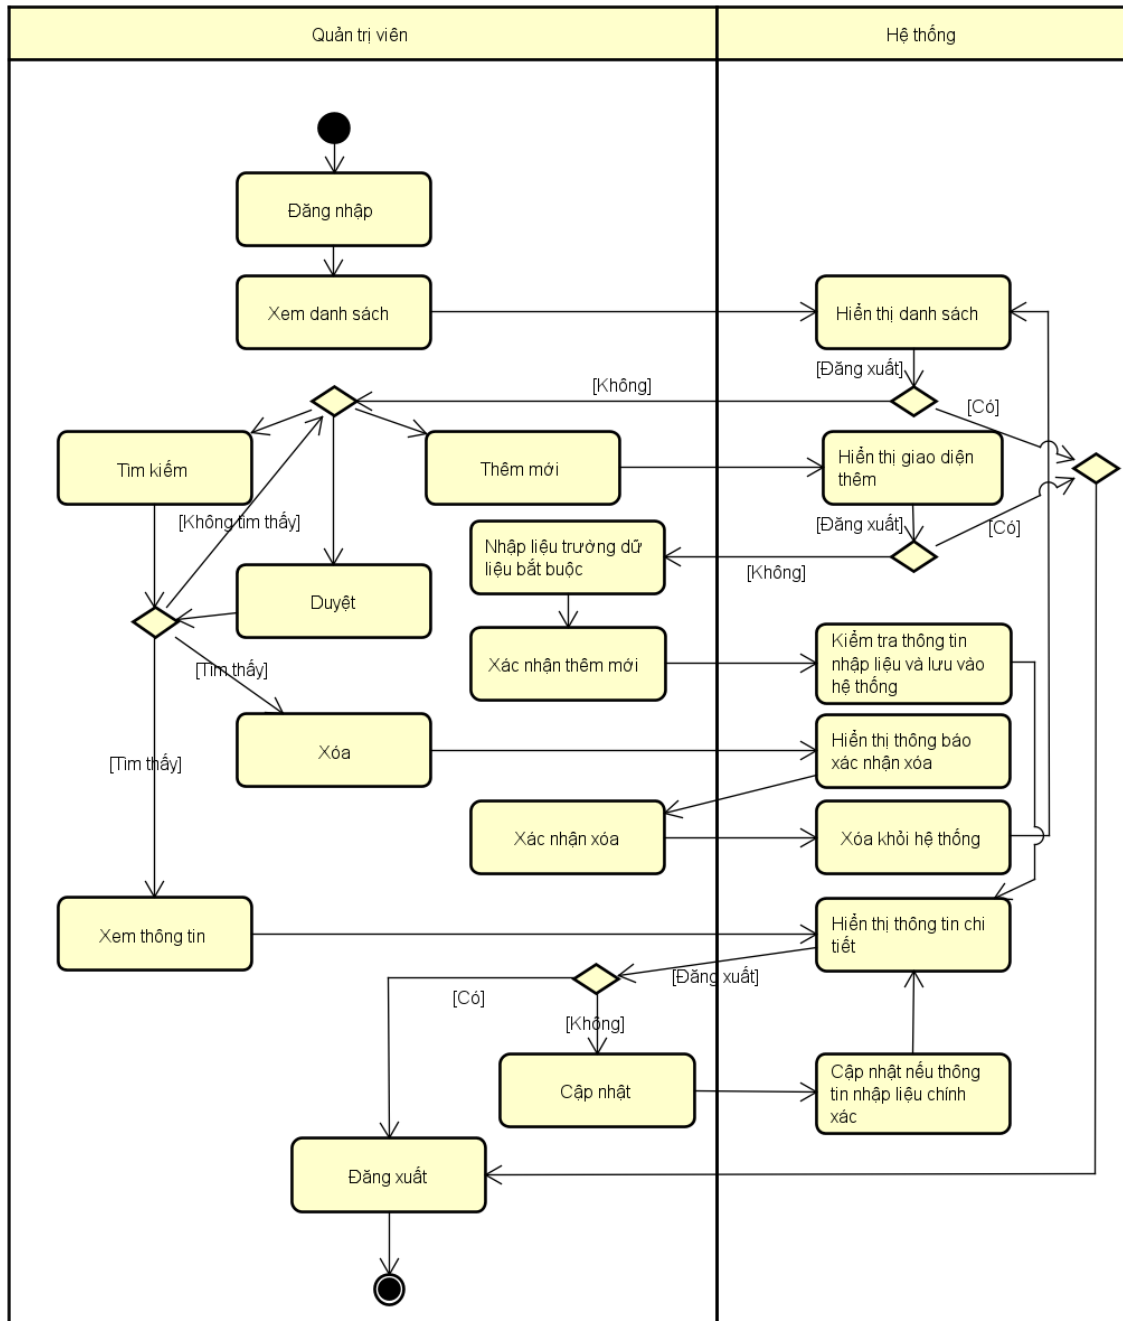 Quản trị viên
Hệ thống
Đăng nhập
Xem danh sách
Hiển thị danh sách
[Đăng xuất]
[Không]
[Có]
Tìm kiếm
Thêm mới
Hiển thị giao diện
thêm
[Không tìm thấy]
[Đăng xuất]
[Có]
Nhập liệu trường dữ
liệu bắt buộc
[Không]
Duyệt
Xác nhận thêm mới
Kiểm tra thông tin
nhập liệu và lưu vào
hệ thống
[Tìm thấy]
Xóa
Hiển thị thông báo
xác nhận xóa
[Tìm thấy]
Xác nhận xóa
Xóa khỏi hệ thống
Xem thông tin
Hiển thị thông tin chi
tiết
[Đăng xuất]
[Có]
[Không]
Cập nhật
Cập nhật nếu thông
tin nhập liệu chính
xác
Đăng xuất